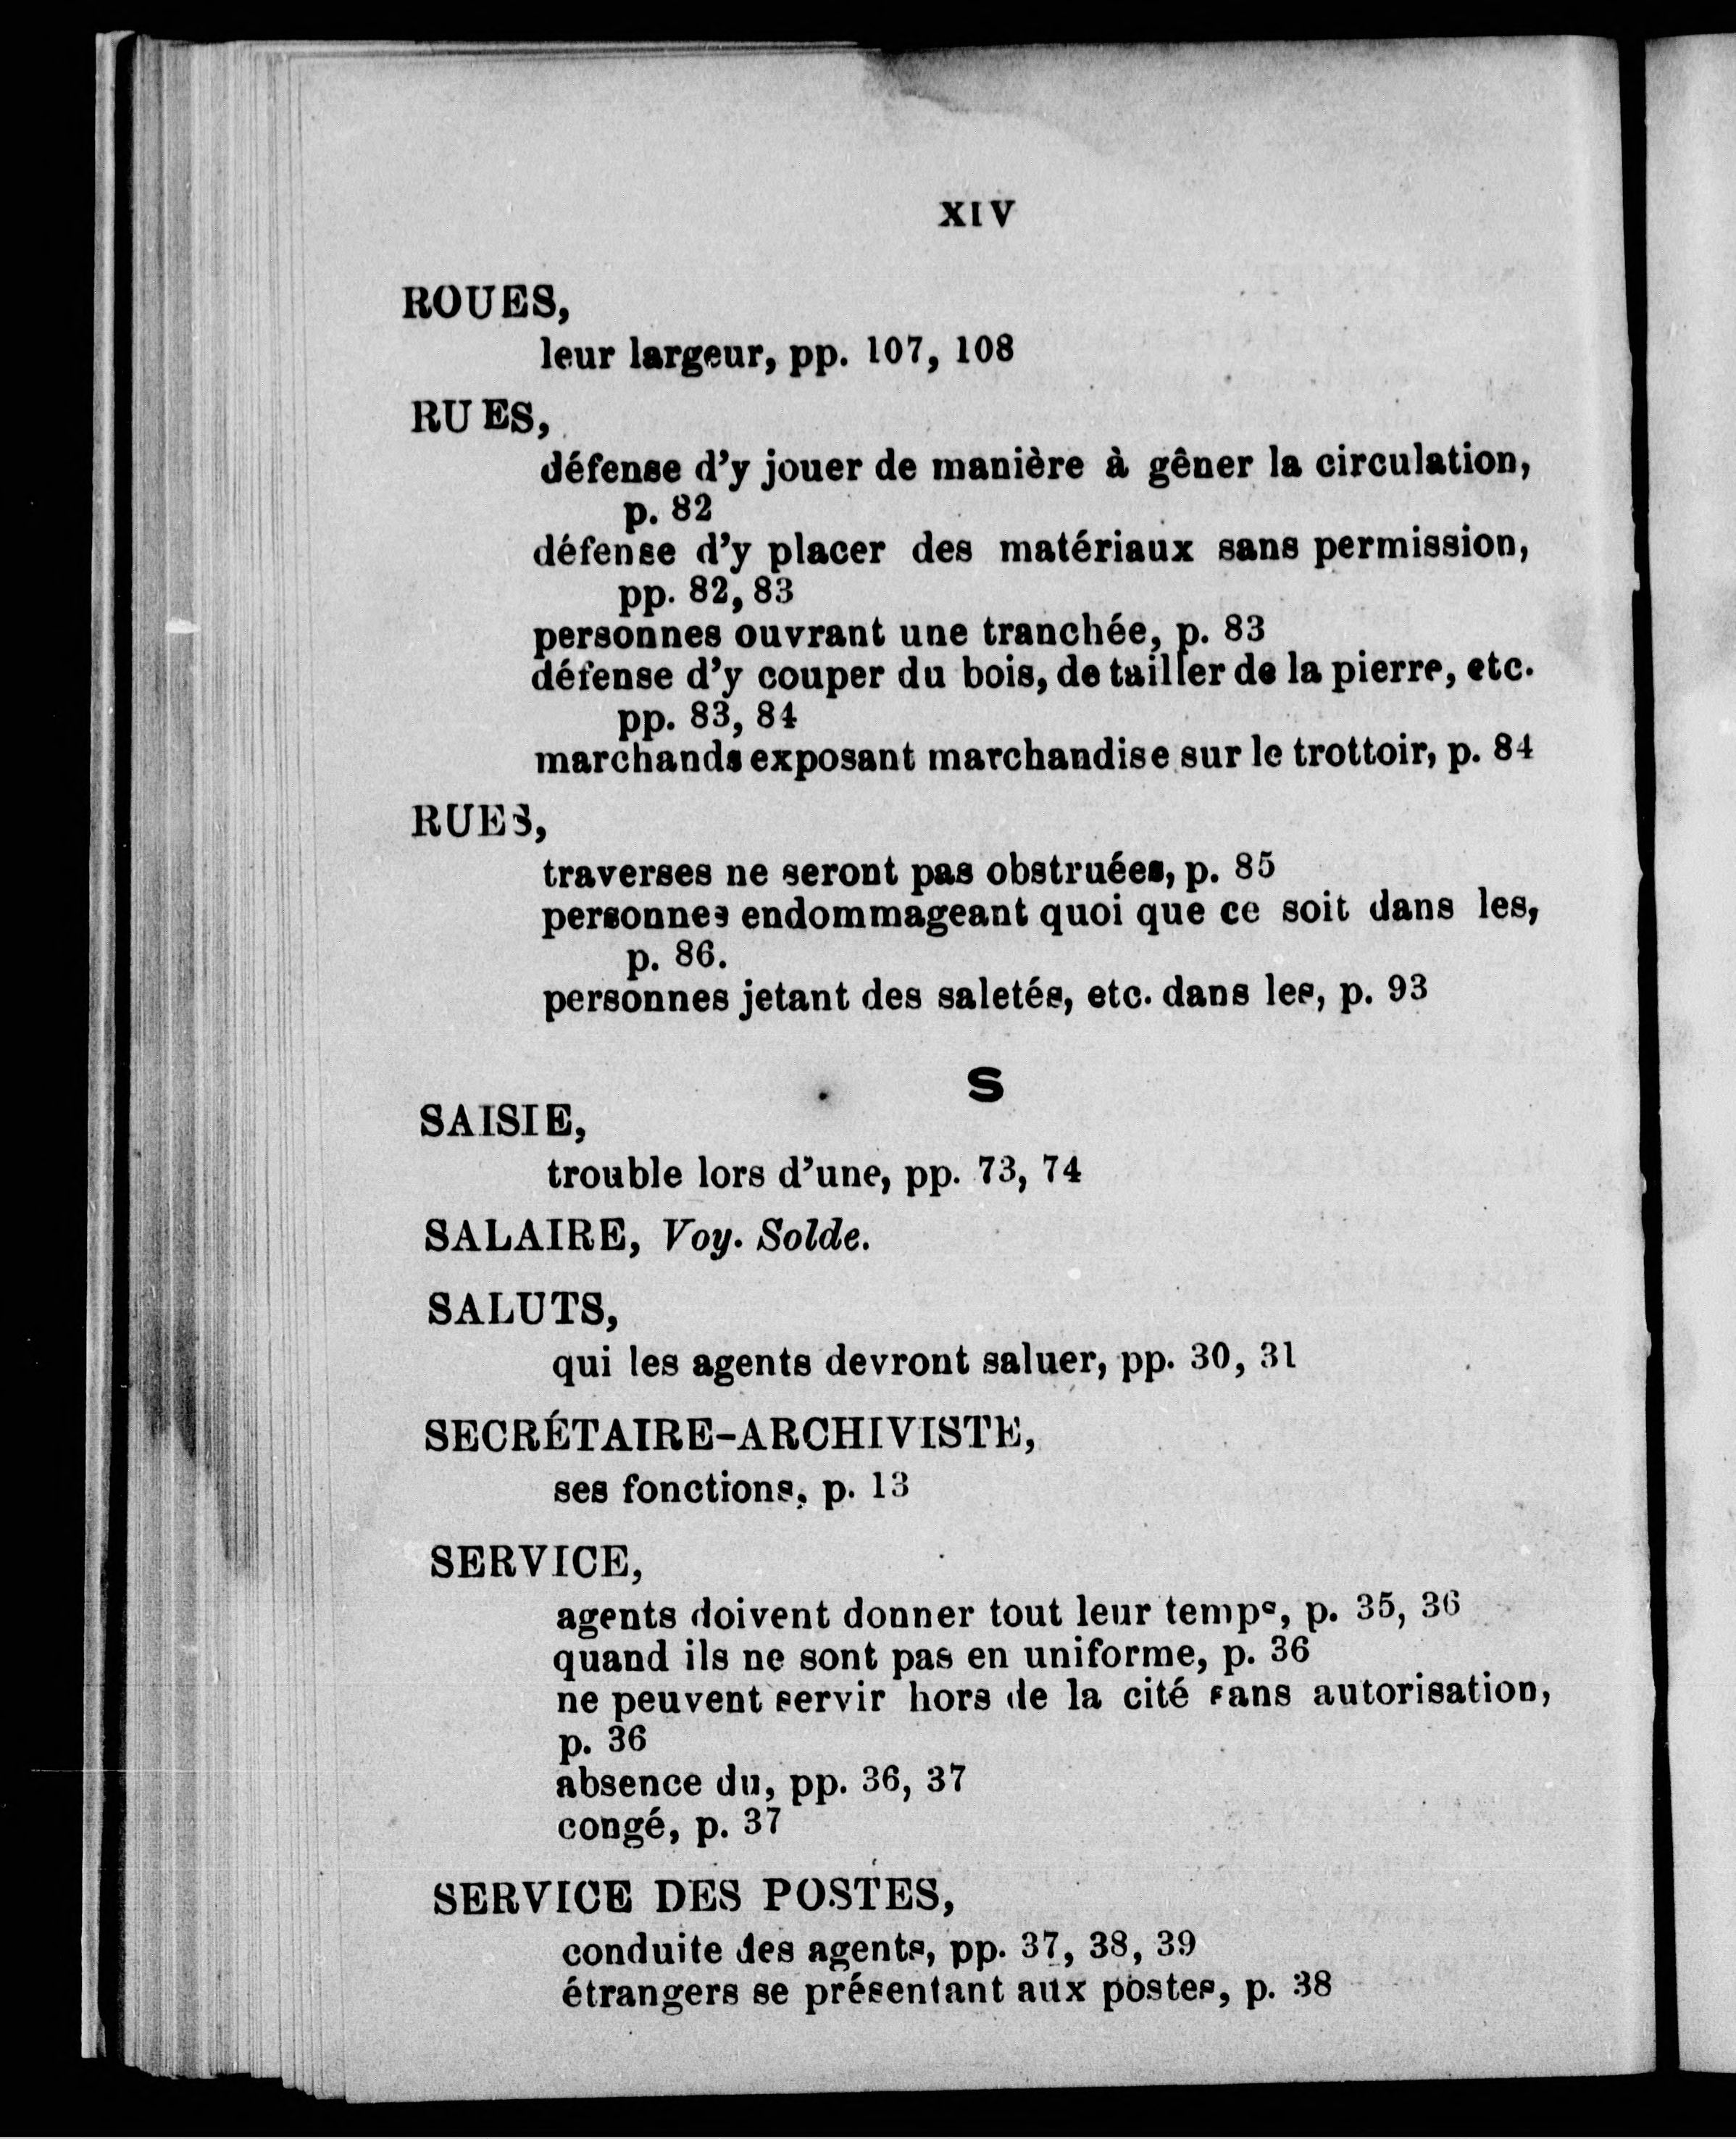 XIV
ROUES,
leur largeur, pp. 107, 108
RUES,
défense d'y jouer de manière à gêner la circulation,
p. 82
défense d'y placer des matériaux sans permission,
pp. 82, 83
personnes ouvrant une tranchée, p. 83
défense d'y couper du bois, de tailler de la pierre, etc.
pp. 83, 84
marchands exposant marchandise sur le trottoir, p. 84
RUES,
traverses ne seront pas obstruées, p. 85
personnes endommageant quoi que ce soit dans les,
p. 86.
personnes jetant des saletés, etc. dans les, p. 93
S
SAISIE,
trouble lors d'une, pp. 73, 74
SALAIRE, Voy. Solde.
SALUTS,
qui les agents devront saluer, pp. 30, 31
SECRÉTAIRE-ARCHIVISTE,
ses fonctions, p. 13
SERVICE,
agents doivent donner tout leur temps, p. 35, 36
quand ils ne sont pas en uniforme, p. 36
ne peuvent servir hors de la cité sans autorisation,
p. 36
absence du, pp. 36, 37
congé, p. 37
SERVICE DES POSTES,
conduite des agents, pp. 37, 38, 39
étrangers se présentant aux postes, p. 38